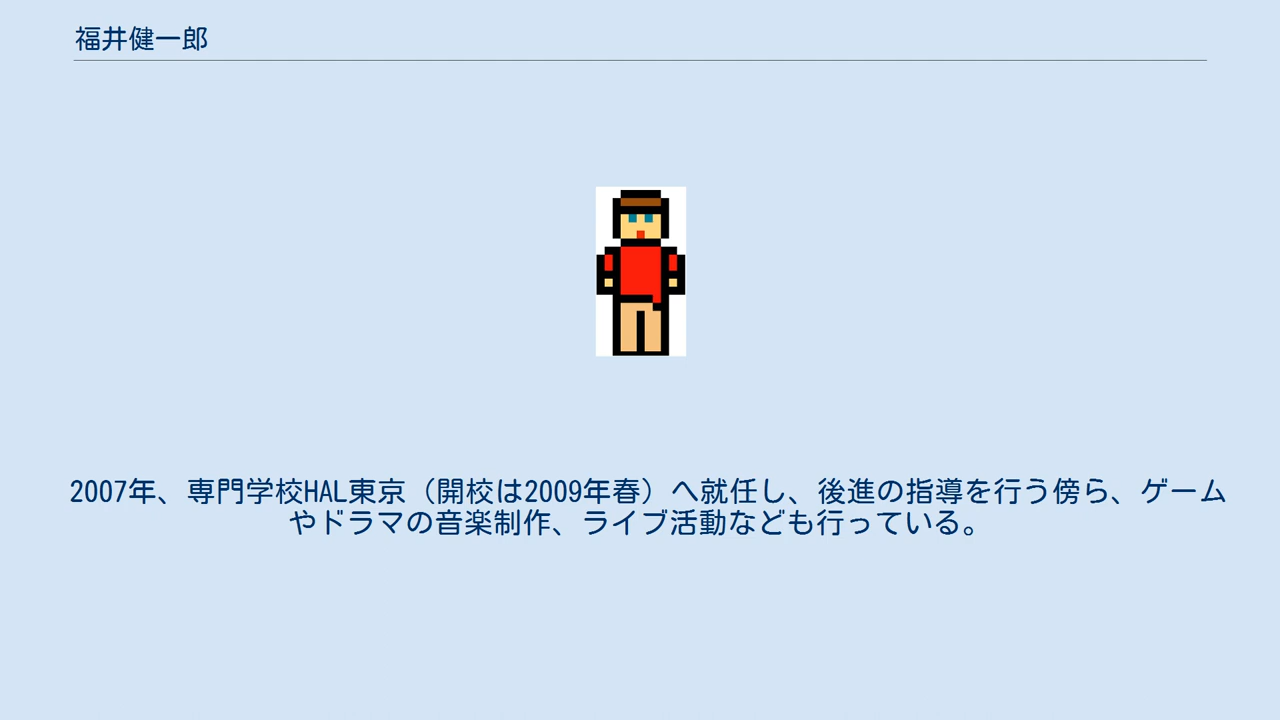 福井健一郎
2007年、専門学校HAL東京（開校は2009年春）へ就任し、後進の指導を行う傍ら、ゲーム
やドラマの音楽制作、ライブ活動なども行っている。